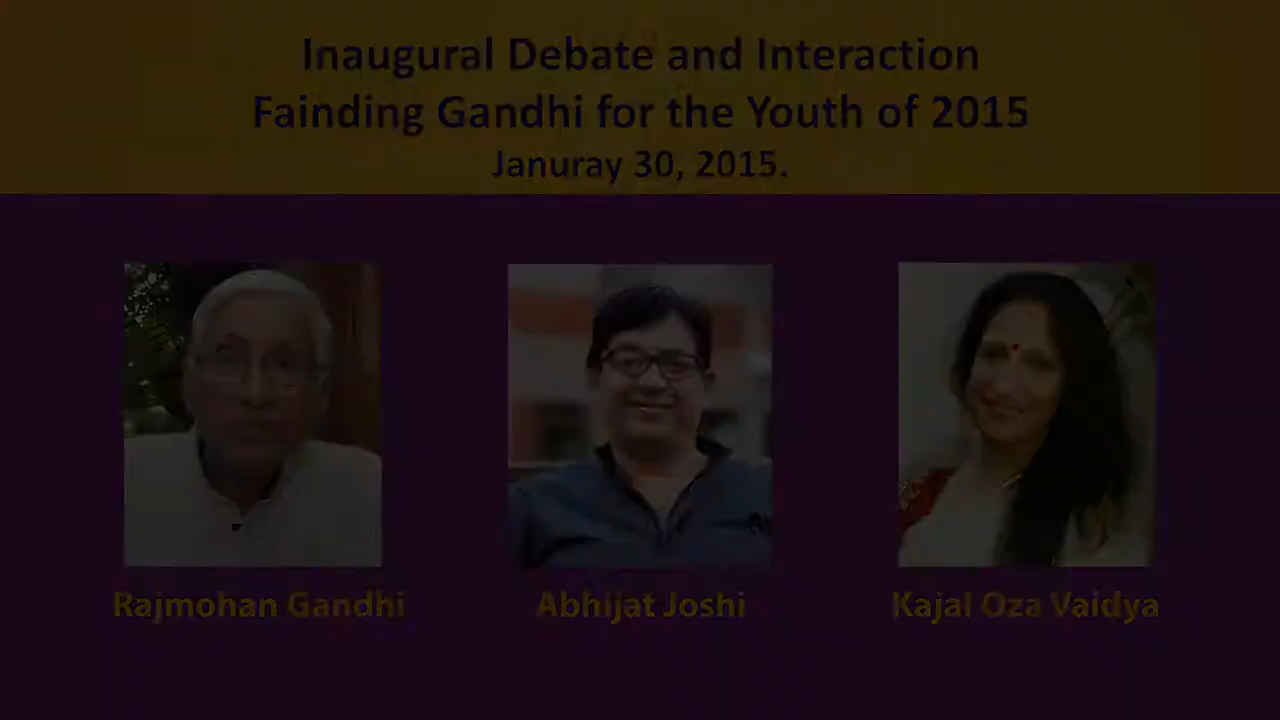 Inaugural Debate and Interaction
Fainding Gandhi for the Youth of 2015
Januray 30, 2015.
Rajmohan Gandhi
Abhijat Joshi
Kajal Oza Vaidya